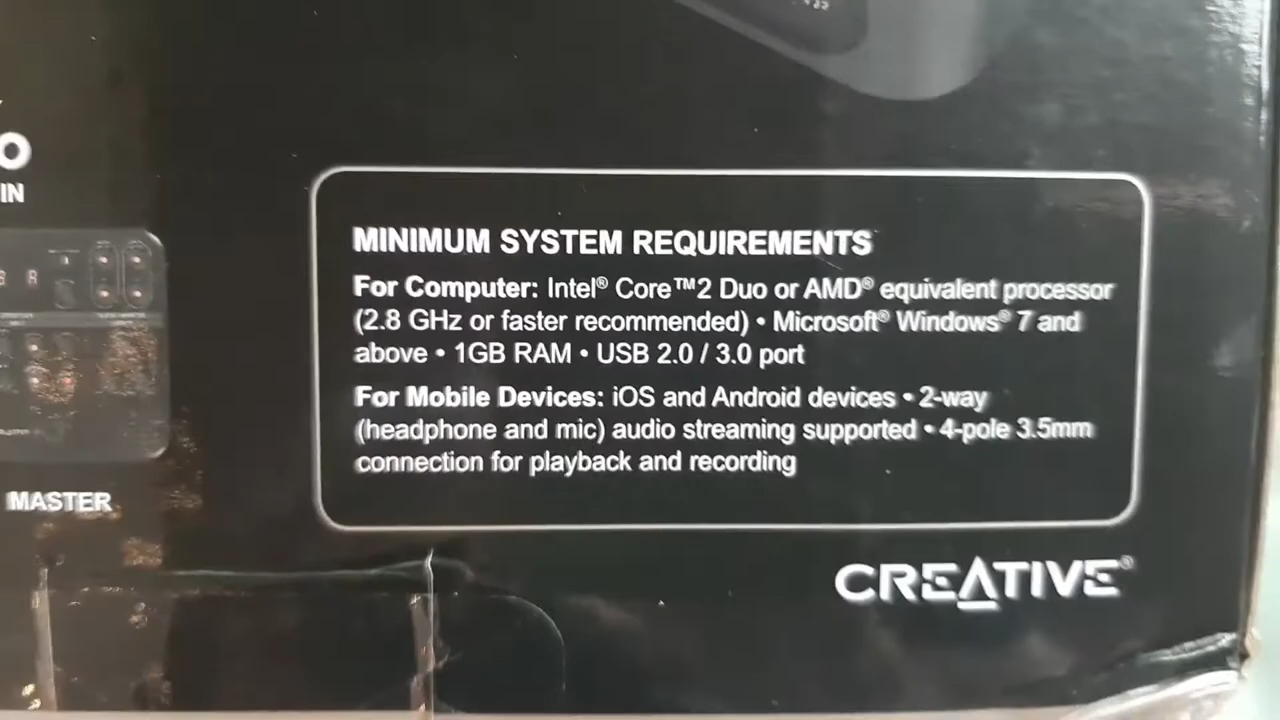 O
IN
MASTER
MINIMUM SYSTEM REQUIREMENTS
For Computer: Intel® Core™2 Duo or AMD® equivalent processor
(2.8 GHz or faster recommended) • Microsoft® Windows® 7 and
above • 1GB RAM • USB 2.0 / 3.0 port
For Mobile Devices: iOS and Android devices • 2-way
(headphone and mic) audio streaming supported • 4-pole 3.5mm
connection for playback and recording
CREATIVE®